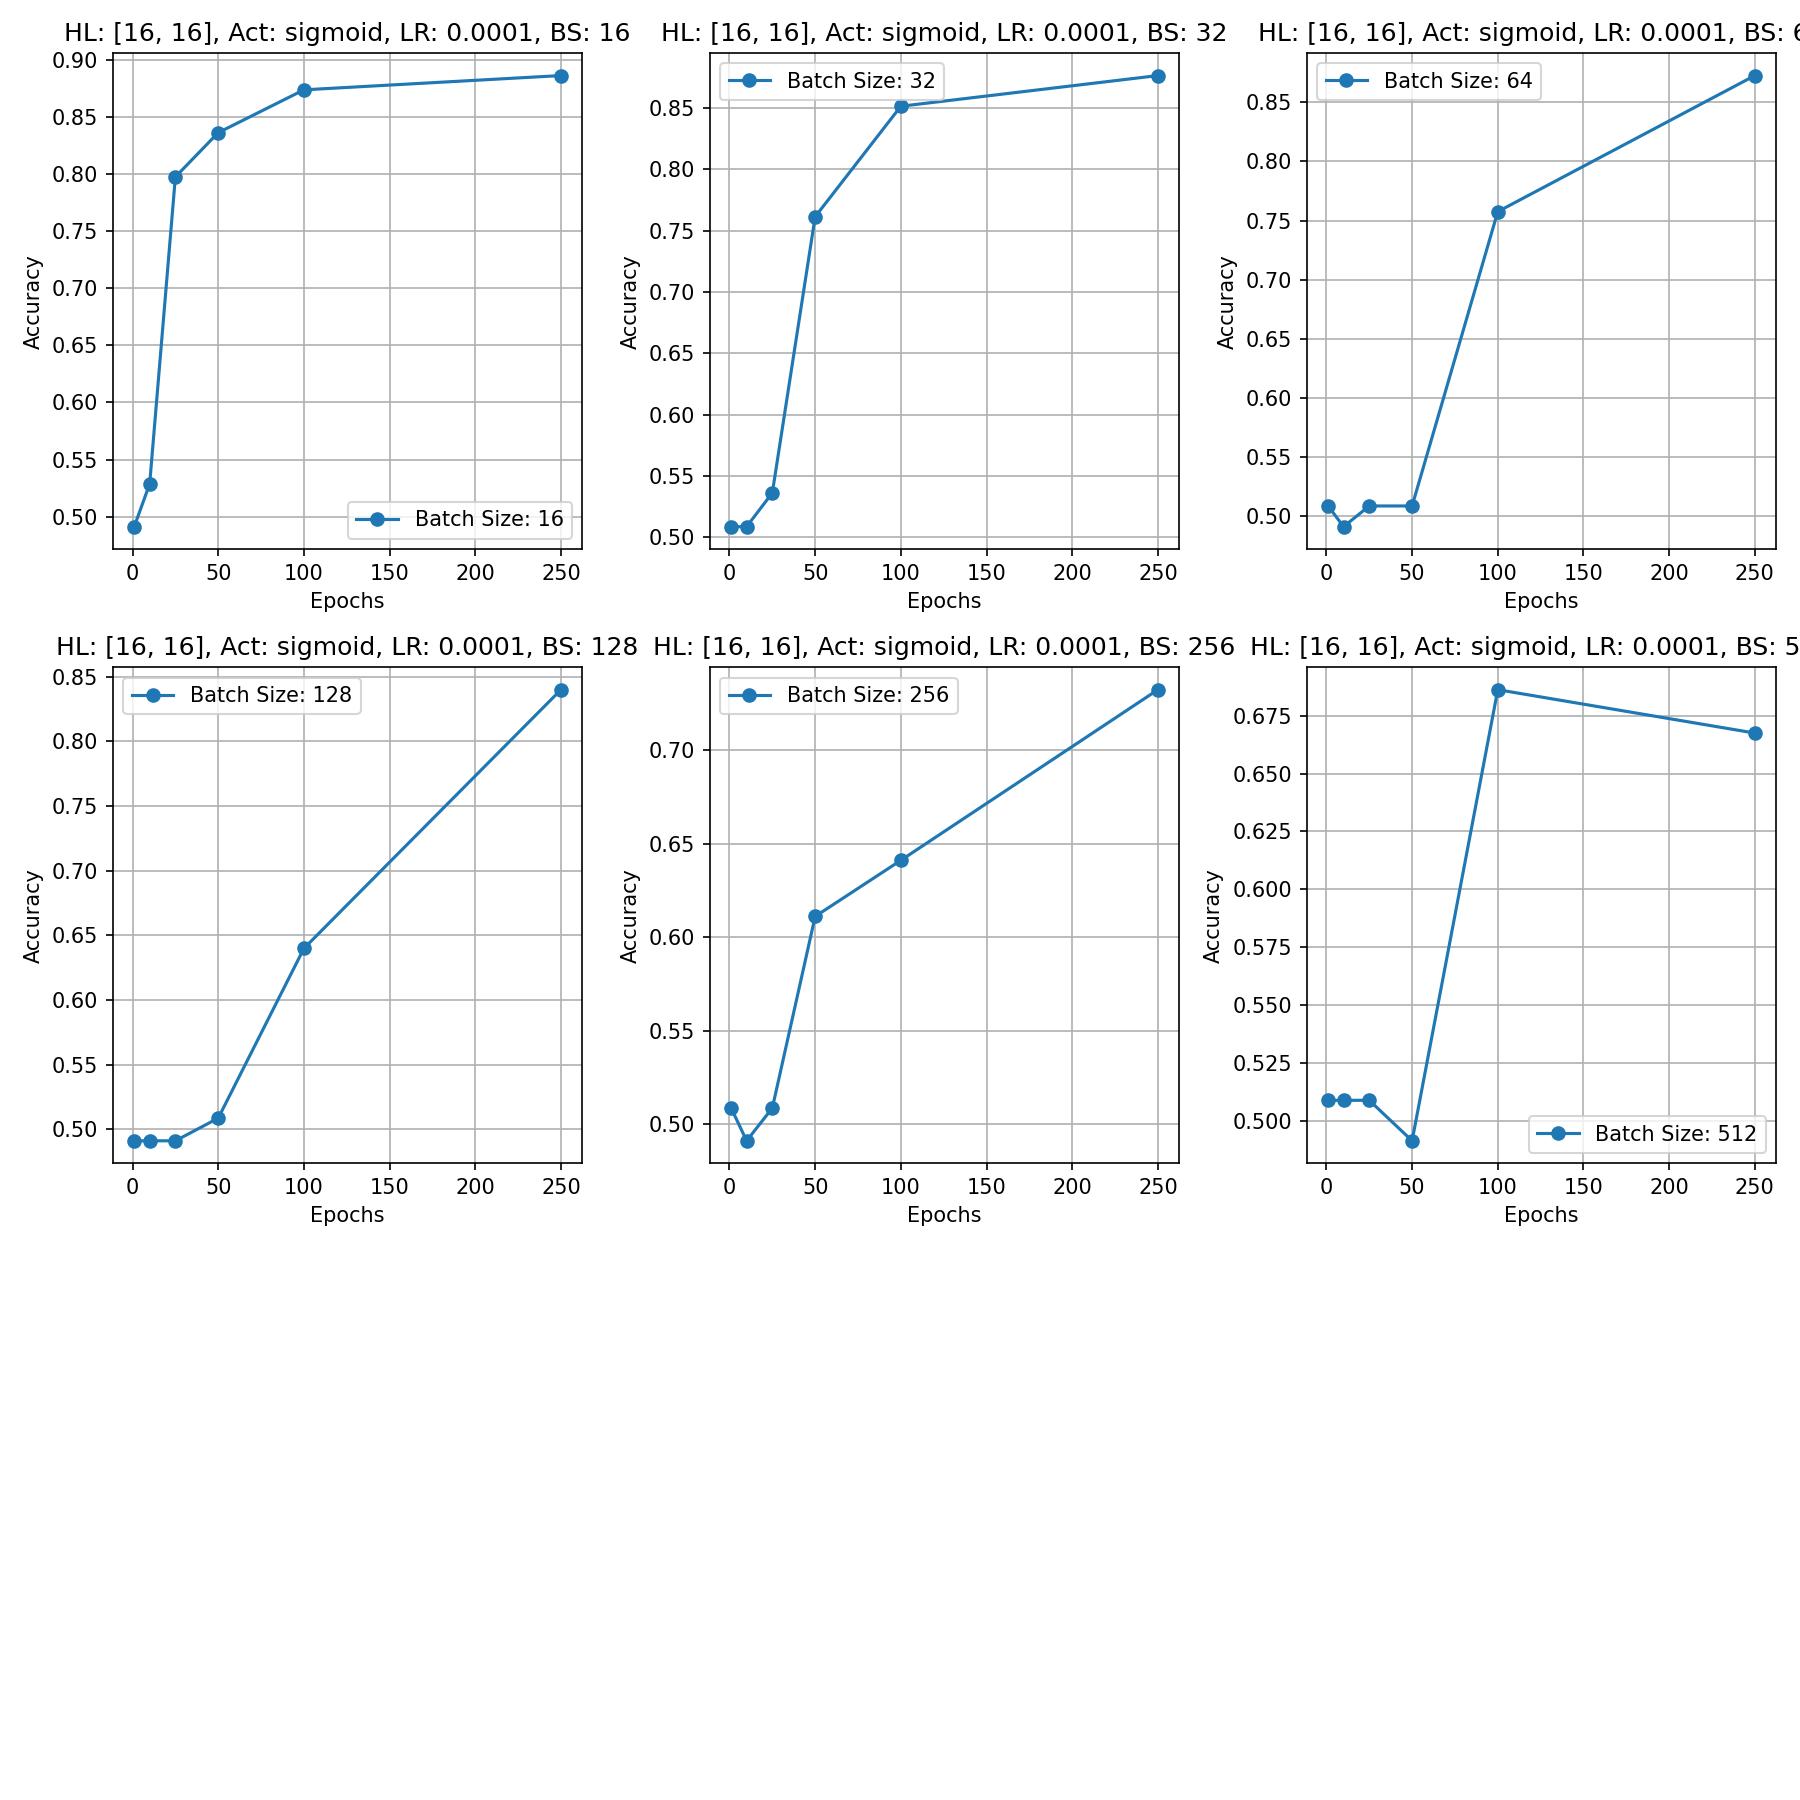 HL: [16, 16], Act: sigmoid, LR: 0.0001, BS: 16
0.90
0.85
0.80
0.75
0.70
0.65
0.60
0.55
0.50
Accuracy
Batch Size: 16
0 50 100 150 200 250
Epochs
HL: [16, 16], Act: sigmoid, LR: 0.0001, BS: 32
Batch Size: 32
0.85
0.80
0.75
0.70
0.65
0.60
0.55
0.50
Accuracy
0 50 100 150 200 250
Epochs
HL: [16, 16], Act: sigmoid, LR: 0.0001, BS:
Batch Size: 64
0.85
0.80
0.75
0.70
0.65
0.60
0.55
0.50
Accuracy
0 50 100 150 200 250
Epochs
HL: [16, 16], Act: sigmoid, LR: 0.0001, BS: 128
Batch Size: 128
0.85
0.80
0.75
0.70
0.65
0.60
0.55
0.50
Accuracy
0 50 100 150 200 250
Epochs
HL: [16, 16], Act: sigmoid, LR: 0.0001, BS: 256
Batch Size: 256
0.70
0.65
0.60
0.55
0.50
Accuracy
0 50 100 150 200 250
Epochs
HL: [16, 16], Act: sigmoid, LR: 0.0001, BS: 5
0.675
0.650
0.625
0.600
0.575
0.550
0.525
0.500
Accuracy
Batch Size: 512
0 50 100 150 200 250
Epochs